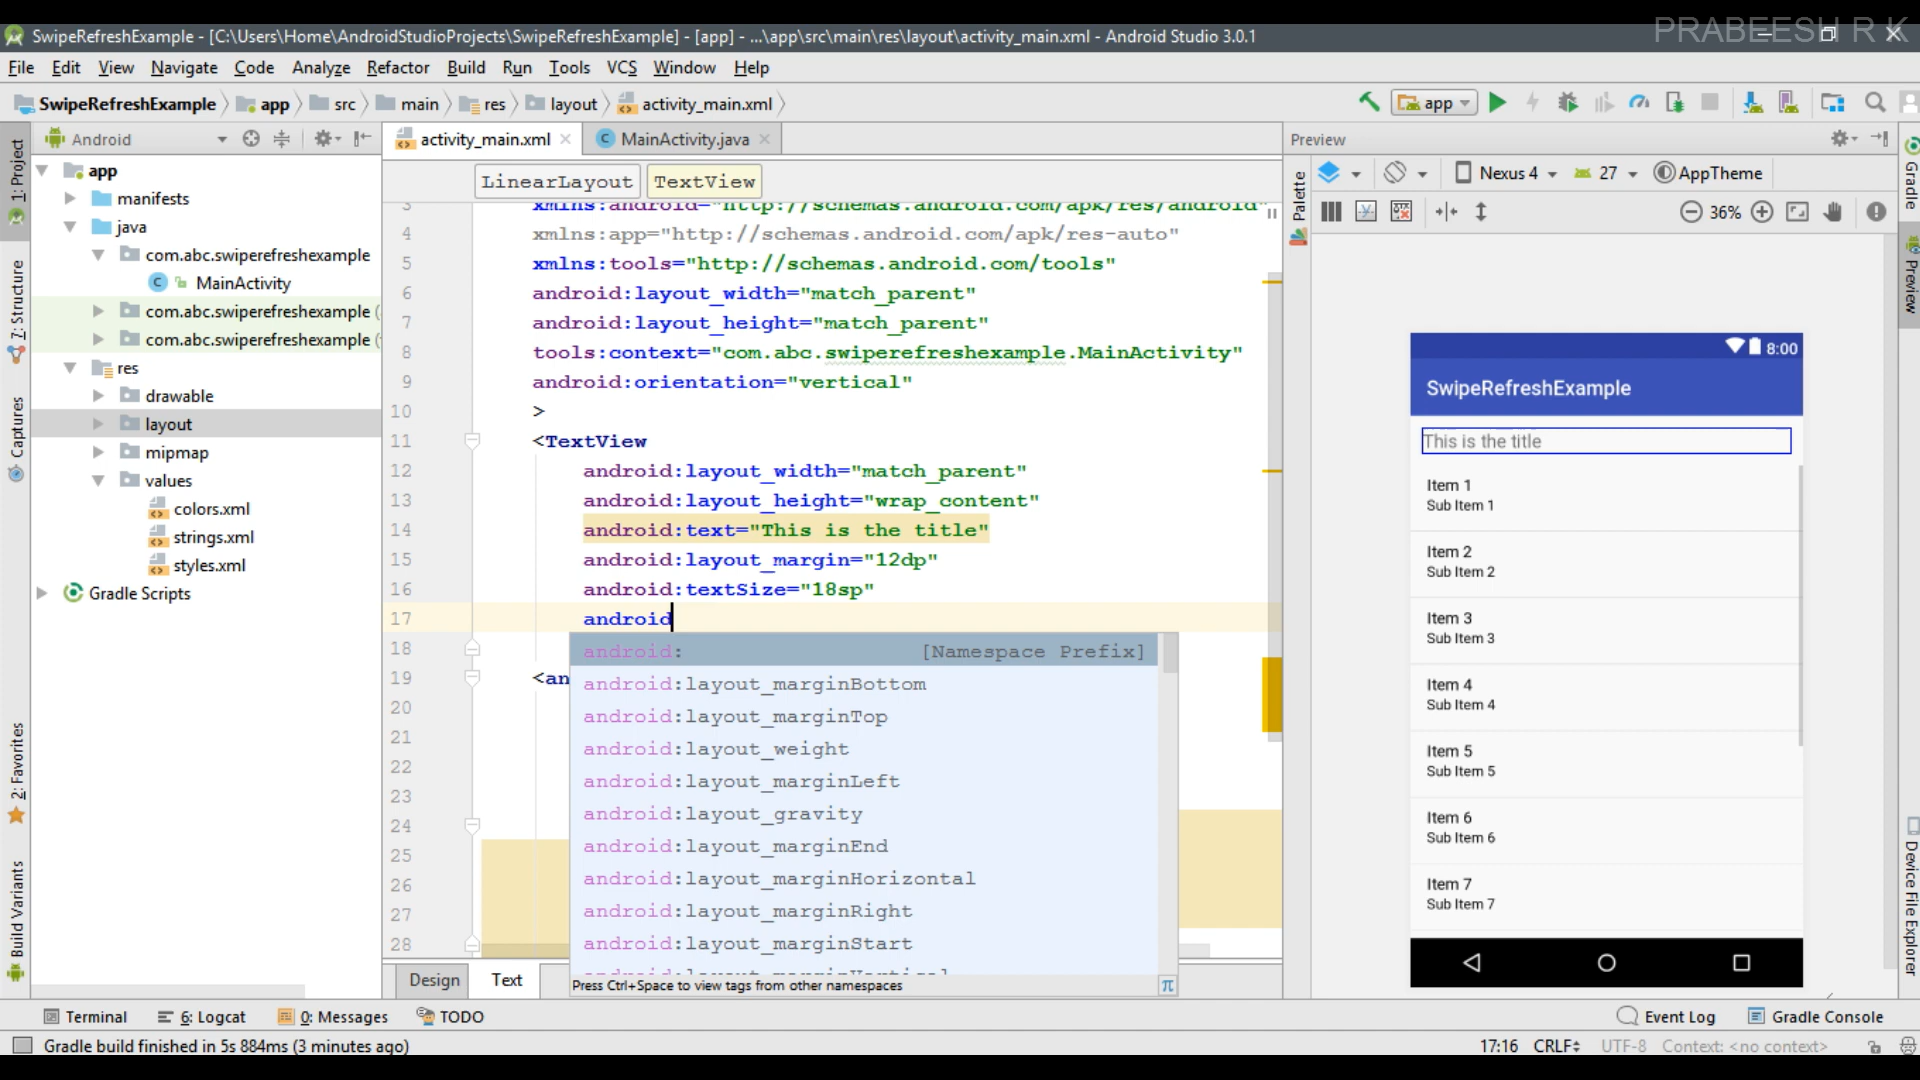 PRABEESH R K
SwipeRefreshExample - [C:\Users\Home\AndroidStudioProjects\SwipeRefreshExample] - [app] - ...\app\src\main\res\layout\activity_main.xml - Android Studio 3.0.1
File Edit View Navigate Code Analyze Refactor Build Run Tools VCS Window Help
SwipeRefreshExample app src main res layout activity_main.xml
app
Android
activity_main.xml
MainActivity.java
Preview
1: Project
7: Structure
Captures
2: Favorites
Build Variants
app
manifests
java
com.abc.swiperefreshexample
MainActivity
com.abc.swiperefreshexample (
com.abc.swiperefreshexample (
res
drawable
layout
mipmap
values
colors.xml
strings.xml
styles.xml
Gradle Scripts
LinearLayout TextView
3 xmlns:android="http://schemas.android.com/apk/res/android"
4 xmlns:app="http://schemas.android.com/apk/res-auto"
5 xmlns:tools="http://schemas.android.com/tools"
6 android:layout_width="match_parent"
7 android:layout_height="match_parent"
8 tools:context="com.abc.swiperefreshexample.MainActivity"
9 android:orientation="vertical"
10 >
11 <TextView
12 android:layout_width="match_parent"
13 android:layout_height="wrap_content"
14 android:text="This is the title"
15 android:layout_margin="12dp"
16 android:textSize="18sp"
17 android
18
19 <an
20
21
22
23
24
25
26
27
28
android: [Namespace Prefix]
android:layout_marginBottom
android:layout_marginTop
android:layout_weight
android:layout_marginLeft
android:layout_gravity
android:layout_marginEnd
android:layout_marginHorizontal
android:layout_marginRight
android:layout_marginStart
android:layout_marginVertical
Press Ctrl+Space to view tags from other namespaces
π
Design Text
Palette
Nexus 4 27 AppTheme
36%
8:00
SwipeRefreshExample
This is the title
Item 1
Sub Item 1
Item 2
Sub Item 2
Item 3
Sub Item 3
Item 4
Sub Item 4
Item 5
Sub Item 5
Item 6
Sub Item 6
Item 7
Sub Item 7
Gradle
Preview
Device File Explorer
Terminal 6: Logcat 0: Messages TODO
Event Log Gradle Console
Gradle build finished in 5s 884ms (3 minutes ago)
17:16 CRLF UTF-8 Context: <no context>